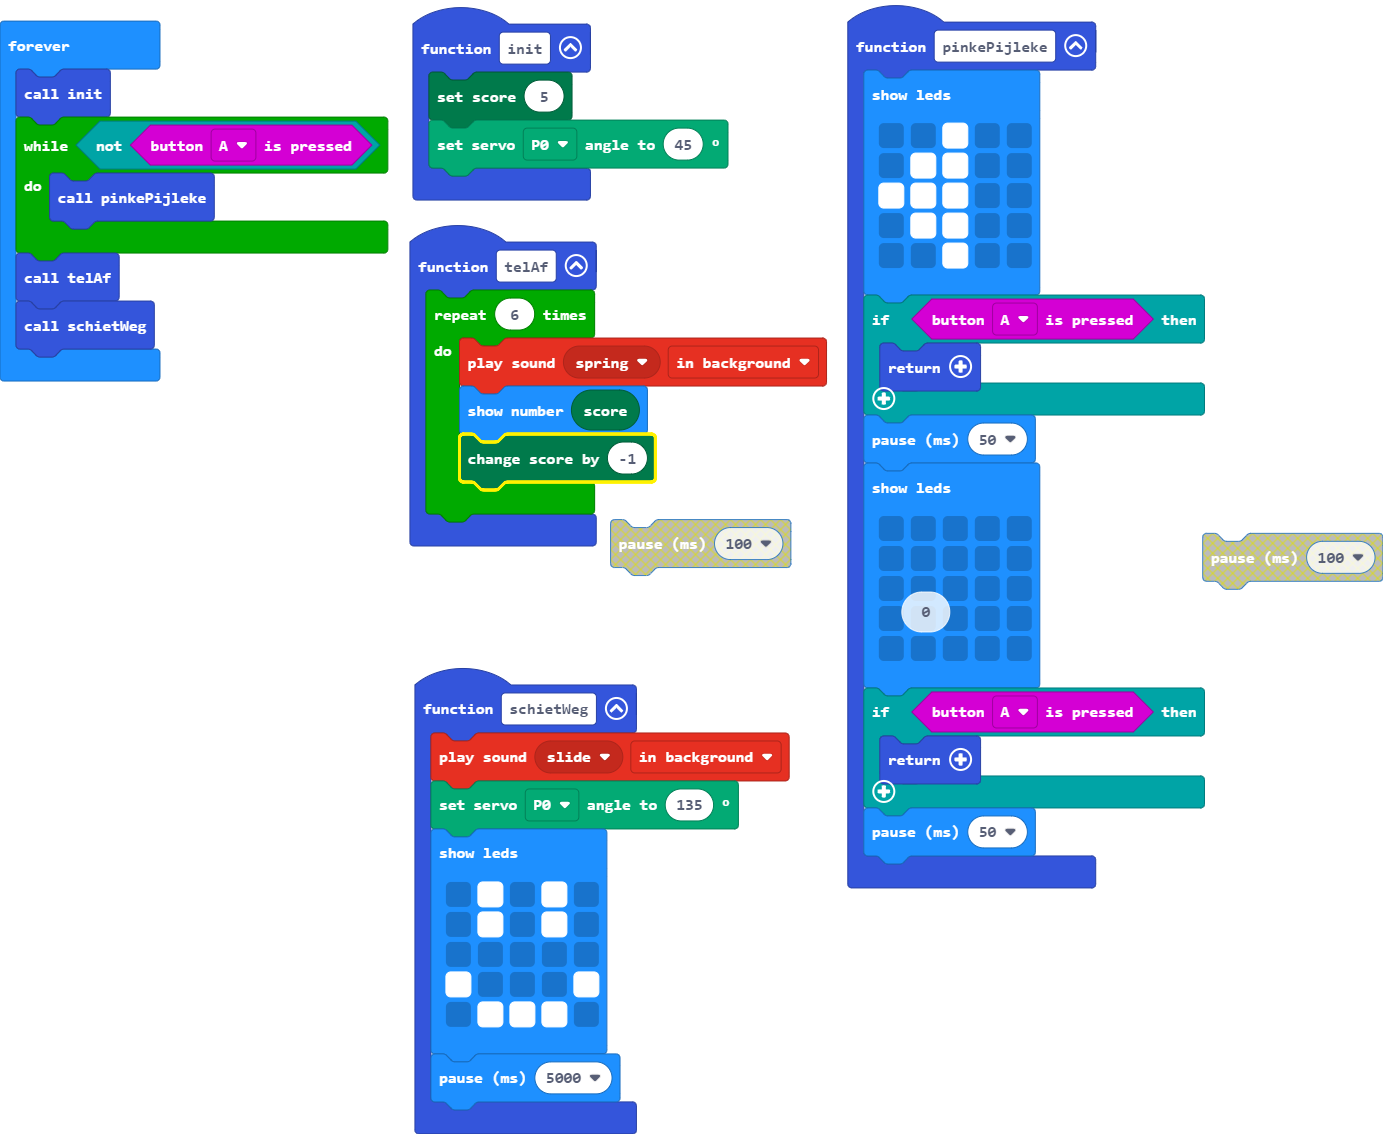 forever
call init
while not button A is pressed
do
call pinkePijleke
call telAf
call schietWeg
function init
set score 5
set servo P0 angle to 45 °
function telAf
repeat 6 times
do
play sound spring in background
show number score
change score by -1
pause (ms) 100
function schietWeg
play sound slide in background
set servo P0 angle to 135 °
show leds
pause (ms) 5000
function pinkePijleke
show leds
if button A is pressed then
return
pause (ms) 50
show leds
0
if button A is pressed then
return
pause (ms) 50
pause (ms) 100